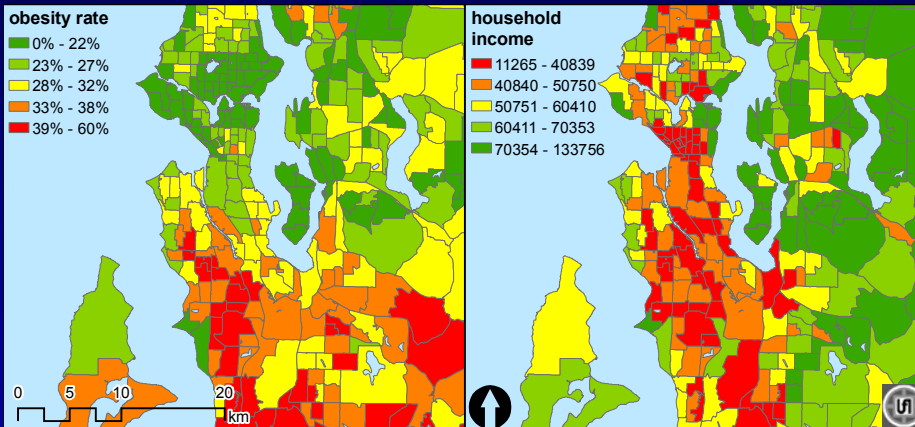 obesity rate
0% - 22%
23% - 27%
28% - 32%
33% - 38%
39% - 60%
0 5 10 20
km
household
income
11265 - 40839
40840 - 50750
50751 - 60410
60411 - 70353
70354 - 133756